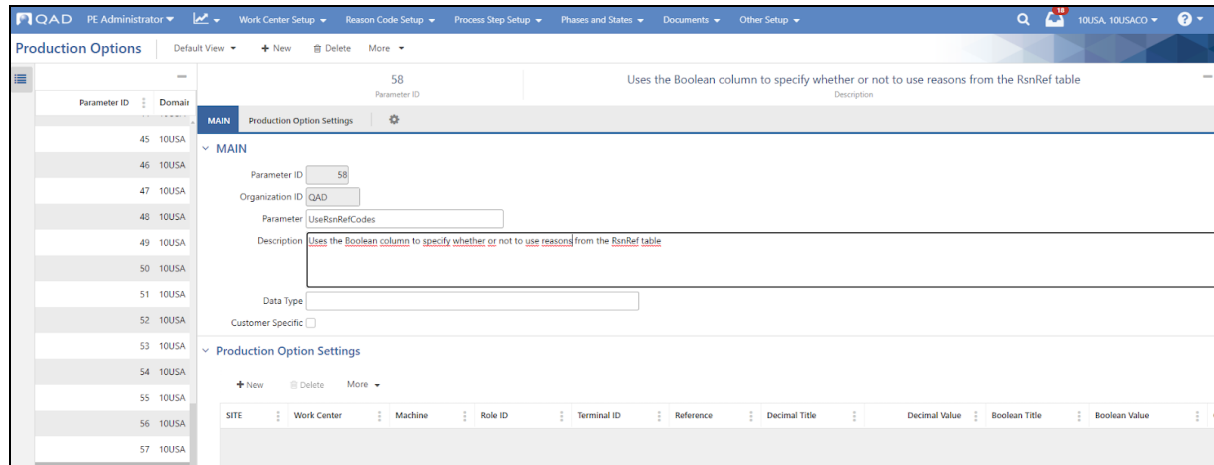 QAD PE Administrator Work Center Setup Reason Code Setup Process Step Setup Phases and States Documents Other Setup 18 10USA, 10USACO ?
Production Options Default View + New Delete More
58 Uses the Boolean column to specify whether or not to use reasons from the RsnRef table
Parameter ID Description
Parameter ID Domain
MAIN Production Option Settings
45 10USA
MAIN
46 10USA
Parameter ID 58
47 10USA
Organization ID QAD
48 10USA
Parameter UseRsnRefCodes
49 10USA
Description Uses the Boolean column to specify whether or not to use reasons from the RsnRef table
50 10USA
51 10USA
Data Type
52 10USA
Customer Specific
53 10USA
Production Option Settings
54 10USA
+ New Delete More
55 10USA
SITE Work Center Machine Role ID Terminal ID Reference Decimal Title Decimal Value Boolean Title Boolean Value
56 10USA
57 10USA